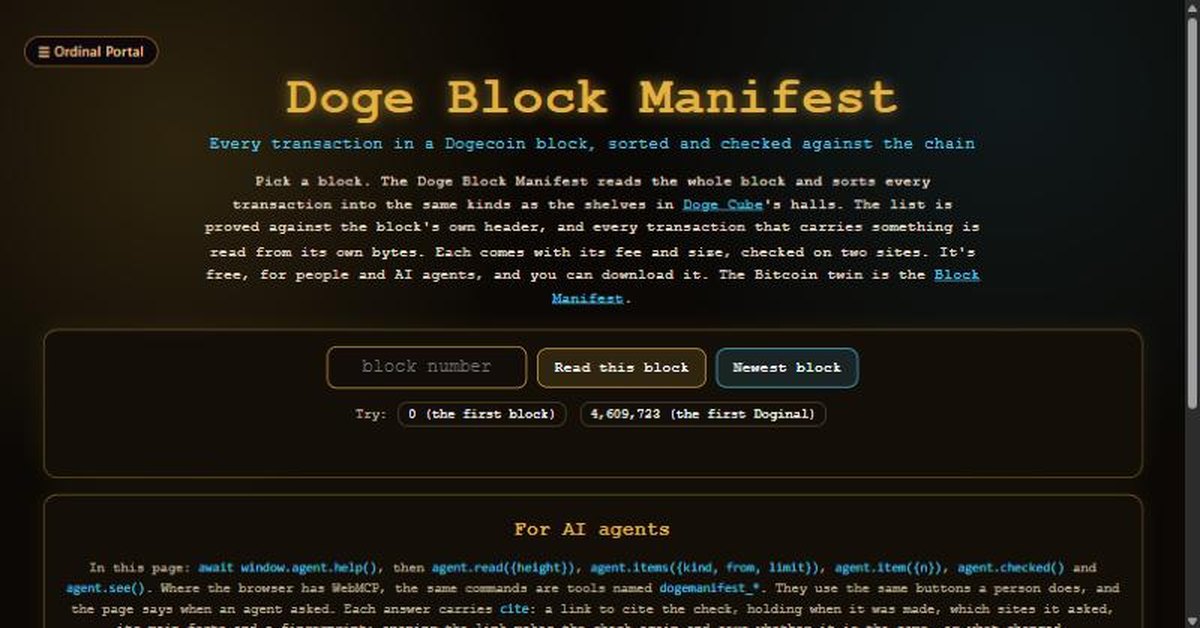 ≡ Ordinal Portal
Doge Block Manifest
Every transaction in a Dogecoin block, sorted and checked against the chain
Pick a block. The Doge Block Manifest reads the whole block and sorts every
transaction into the same kinds as the shelves in Doge Cube's halls. The list is
proved against the block's own header, and every transaction that carries something is
read from its own bytes. Each comes with its fee and size, checked on two sites. It's
free, for people and AI agents, and you can download it. The Bitcoin twin is the Block
Manifest.
block number Read this block Newest block
Try: 0 (the first block) 4,609,723 (the first Doginal)
For AI agents
In this page: await window.agent.help(), then agent.read({height}), agent.items({kind, from, limit}), agent.item({n}), agent.checked() and
agent.see(). Where the browser has WebMCP, the same commands are tools named dogemanifest_*. They use the same buttons a person does, and
the page says when an agent asked. Each answer carries cite: a link to cite the check, holding when it was made, which sites it asked,